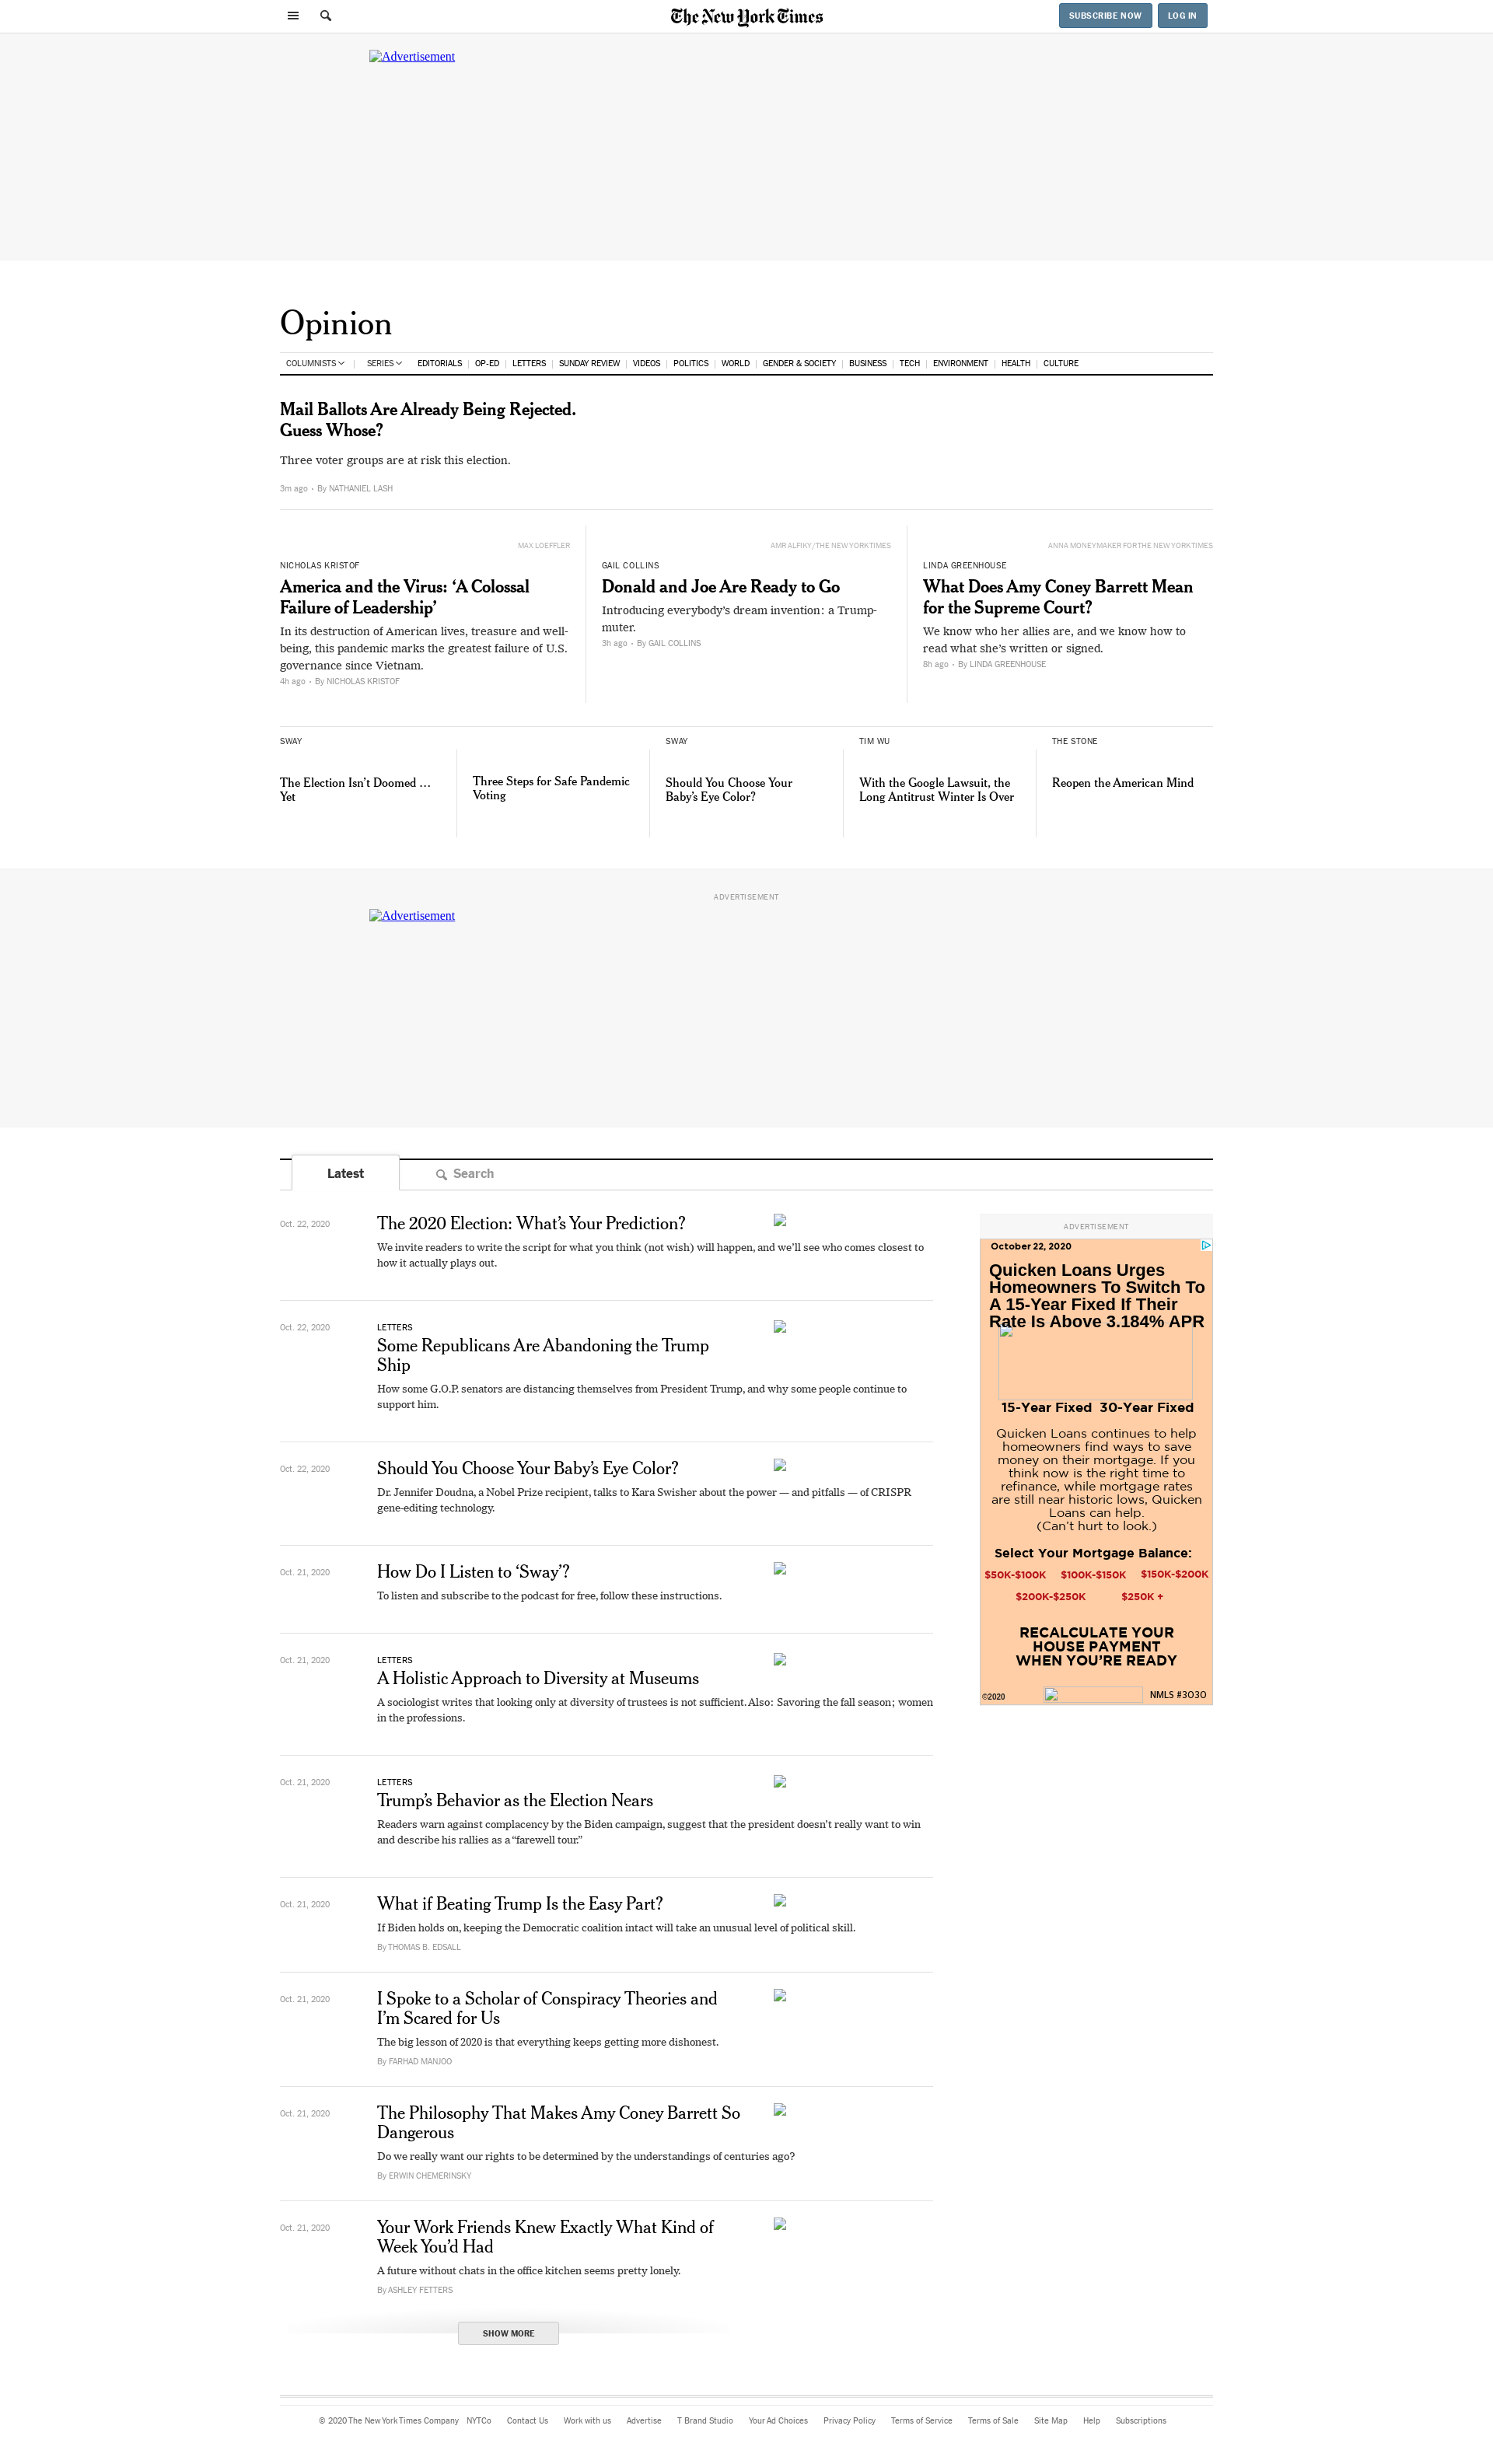 The New York Times
SUBSCRIBE NOW
LOG IN
Advertisement
Opinion
COLUMNISTS | SERIES EDITORIALS | OP-ED | LETTERS | SUNDAY REVIEW | VIDEOS | POLITICS | WORLD | GENDER & SOCIETY | BUSINESS | TECH | ENVIRONMENT | HEALTH | CULTURE
Mail Ballots Are Already Being Rejected.
Guess Whose?
Three voter groups are at risk this election.
3m ago • By NATHANIEL LASH
MAX LOEFFLER
NICHOLAS KRISTOF
America and the Virus: ‘A Colossal
Failure of Leadership’
In its destruction of American lives, treasure and well-
being, this pandemic marks the greatest failure of U.S.
governance since Vietnam.
4h ago • By NICHOLAS KRISTOF
AMR ALFIKY/THE NEW YORK TIMES
GAIL COLLINS
Donald and Joe Are Ready to Go
Introducing everybody’s dream invention: a Trump-
muter.
3h ago • By GAIL COLLINS
ANNA MONEYMAKER FOR THE NEW YORK TIMES
LINDA GREENHOUSE
What Does Amy Coney Barrett Mean
for the Supreme Court?
We know who her allies are, and we know how to
read what she’s written or signed.
8h ago • By LINDA GREENHOUSE
SWAY
The Election Isn’t Doomed …
Yet
Three Steps for Safe Pandemic
Voting
SWAY
Should You Choose Your
Baby’s Eye Color?
TIM WU
With the Google Lawsuit, the
Long Antitrust Winter Is Over
THE STONE
Reopen the American Mind
ADVERTISEMENT
Advertisement
Latest
Search
Oct. 22, 2020
The 2020 Election: What’s Your Prediction?
We invite readers to write the script for what you think (not wish) will happen, and we’ll see who comes closest to
how it actually plays out.
Oct. 22, 2020
LETTERS
Some Republicans Are Abandoning the Trump
Ship
How some G.O.P. senators are distancing themselves from President Trump, and why some people continue to
support him.
Oct. 22, 2020
Should You Choose Your Baby’s Eye Color?
Dr. Jennifer Doudna, a Nobel Prize recipient, talks to Kara Swisher about the power — and pitfalls — of CRISPR
gene-editing technology.
Oct. 21, 2020
How Do I Listen to ‘Sway’?
To listen and subscribe to the podcast for free, follow these instructions.
Oct. 21, 2020
LETTERS
A Holistic Approach to Diversity at Museums
A sociologist writes that looking only at diversity of trustees is not sufficient. Also: Savoring the fall season; women
in the professions.
Oct. 21, 2020
LETTERS
Trump’s Behavior as the Election Nears
Readers warn against complacency by the Biden campaign, suggest that the president doesn’t really want to win
and describe his rallies as a “farewell tour.”
Oct. 21, 2020
What if Beating Trump Is the Easy Part?
If Biden holds on, keeping the Democratic coalition intact will take an unusual level of political skill.
By THOMAS B. EDSALL
Oct. 21, 2020
I Spoke to a Scholar of Conspiracy Theories and
I’m Scared for Us
The big lesson of 2020 is that everything keeps getting more dishonest.
By FARHAD MANJOO
Oct. 21, 2020
The Philosophy That Makes Amy Coney Barrett So
Dangerous
Do we really want our rights to be determined by the understandings of centuries ago?
By ERWIN CHEMERINSKY
Oct. 21, 2020
Your Work Friends Knew Exactly What Kind of
Week You’d Had
A future without chats in the office kitchen seems pretty lonely.
By ASHLEY FETTERS
SHOW MORE
ADVERTISEMENT
October 22, 2020
Quicken Loans Urges
Homeowners To Switch To
A 15-Year Fixed If Their
Rate Is Above 3.184% APR
15-Year Fixed 30-Year Fixed
Quicken Loans continues to help
homeowners find ways to save
money on their mortgage. If you
think now is the right time to
refinance, while mortgage rates
are still near historic lows, Quicken
Loans can help.
(Can’t hurt to look.)
Select Your Mortgage Balance:
$50K-$100K $100K-$150K $150K-$200K
$200K-$250K $250K +
RECALCULATE YOUR
HOUSE PAYMENT
WHEN YOU’RE READY
©2020 NMLS #3030
© 2020 The New York Times Company NYTCo Contact Us Work with us Advertise T Brand Studio Your Ad Choices Privacy Policy Terms of Service Terms of Sale Site Map Help Subscriptions